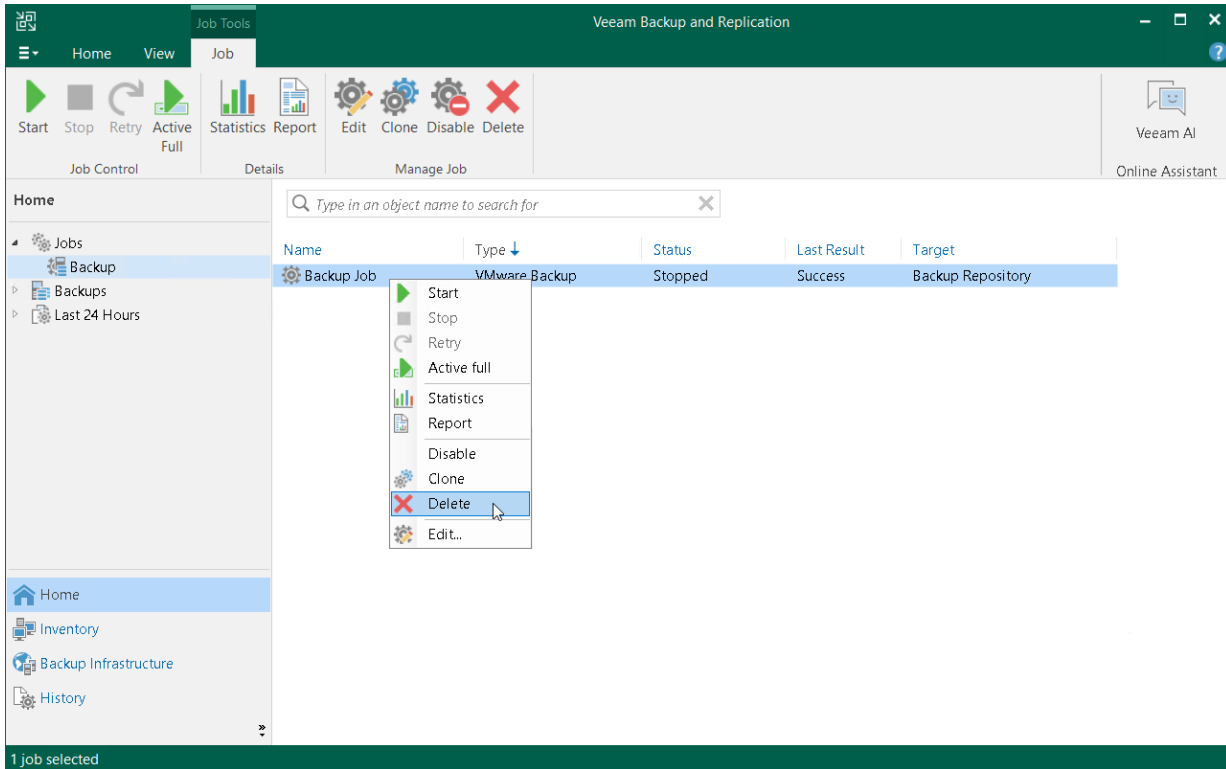 Job Tools
Veeam Backup and Replication
Home View Job
Start Stop Retry Active Full
Statistics Report
Edit Clone Disable Delete
Veeam AI
Job Control
Details
Manage Job
Online Assistant
Home
Type in an object name to search for
Jobs
Backup
Backups
Last 24 Hours
Name Type Status Last Result Target
Backup Job VMware Backup Stopped Success Backup Repository
Start
Stop
Retry
Active full
Statistics
Report
Disable
Clone
Delete
Edit...
Home
Inventory
Backup Infrastructure
History
1 job selected